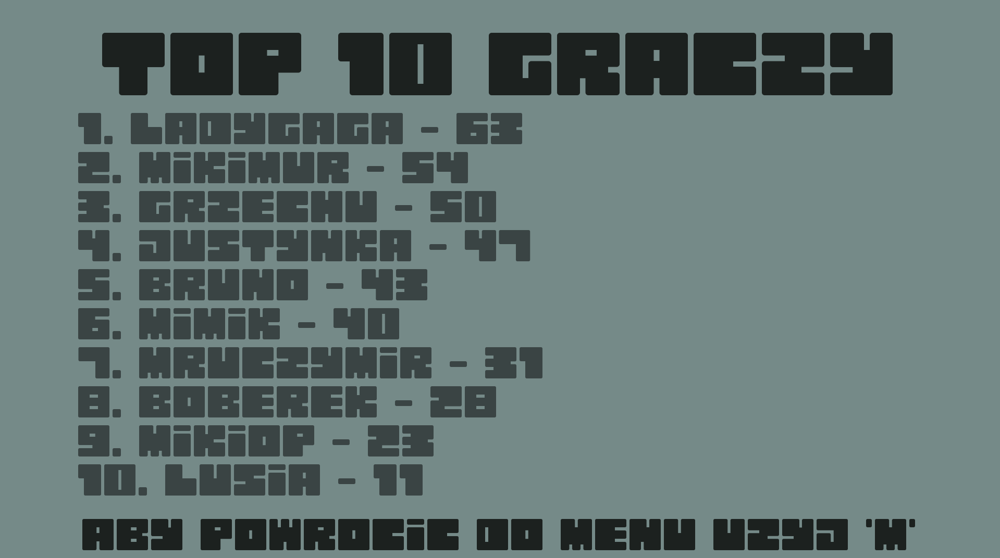 TOP 10 GRACZY
1. LADYGAGA - 63
2. MIKIMUR - 54
3. GRZECHU - 50
4. JUSTYNKA - 47
5. BRUNO - 43
6. MIMIK - 40
7. MRUCZYMIR - 31
8. BOBEREK - 28
9. MIKIOP - 23
10. LUSIA - 11
ABY POWROCIC DO MENU UZYJ 'M'